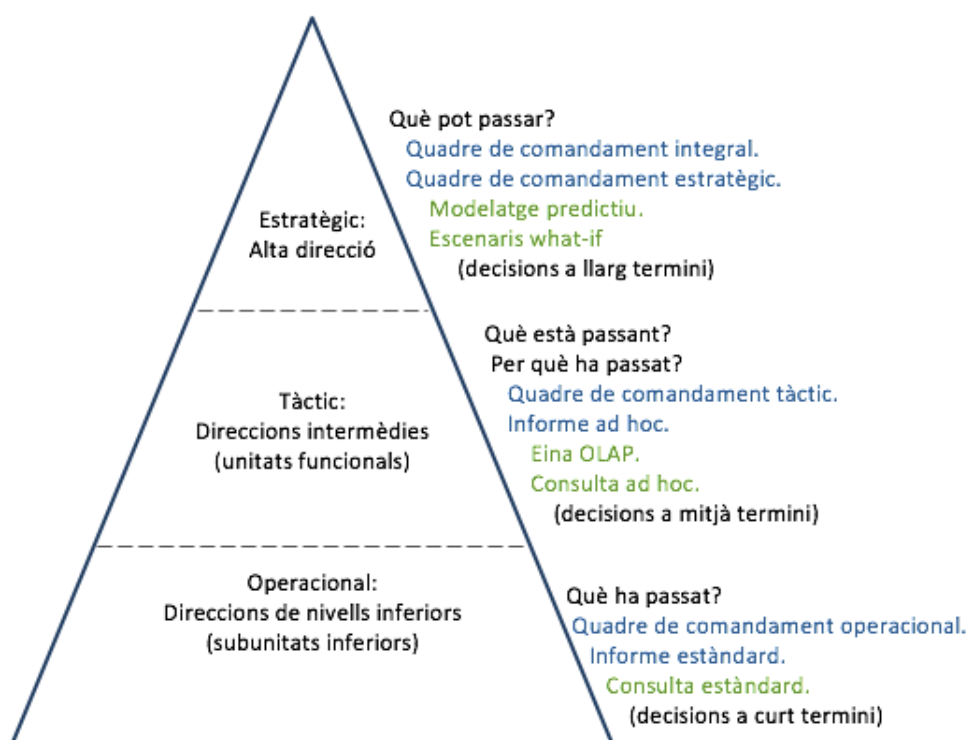 Què pot passar?
Quadre de comandament integral.
Quadre de comandament estratègic.
Modelatge predictiu.
Escenaris what-if
(decisions a llarg termini)
Estratègic:
Alta direcció
Què està passant?
Per què ha passat?
Quadre de comandament tàctic.
Informe ad hoc.
Eina OLAP.
Consulta ad hoc.
(decisions a mitjà termini)
Tàctic:
Direccions intermèdies
(unitats funcionals)
Operacional:
Direccions de nivells inferiors
(subunitats inferiors)
Què ha passat?
Quadre de comandament operacional.
Informe estàndard.
Consulta estàndard.
(decisions a curt termini)